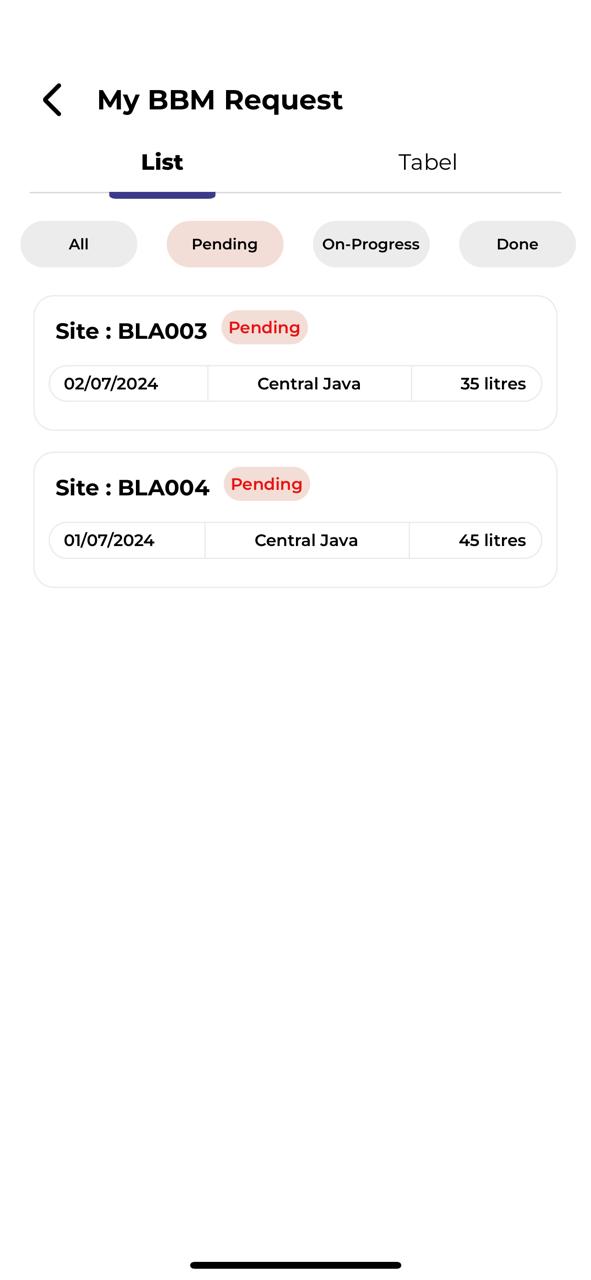 My BBM Request
List Tabel
All Pending On-Progress Done
Site : BLA003 Pending
02/07/2024 Central Java 35 litres
Site : BLA004 Pending
01/07/2024 Central Java 45 litres